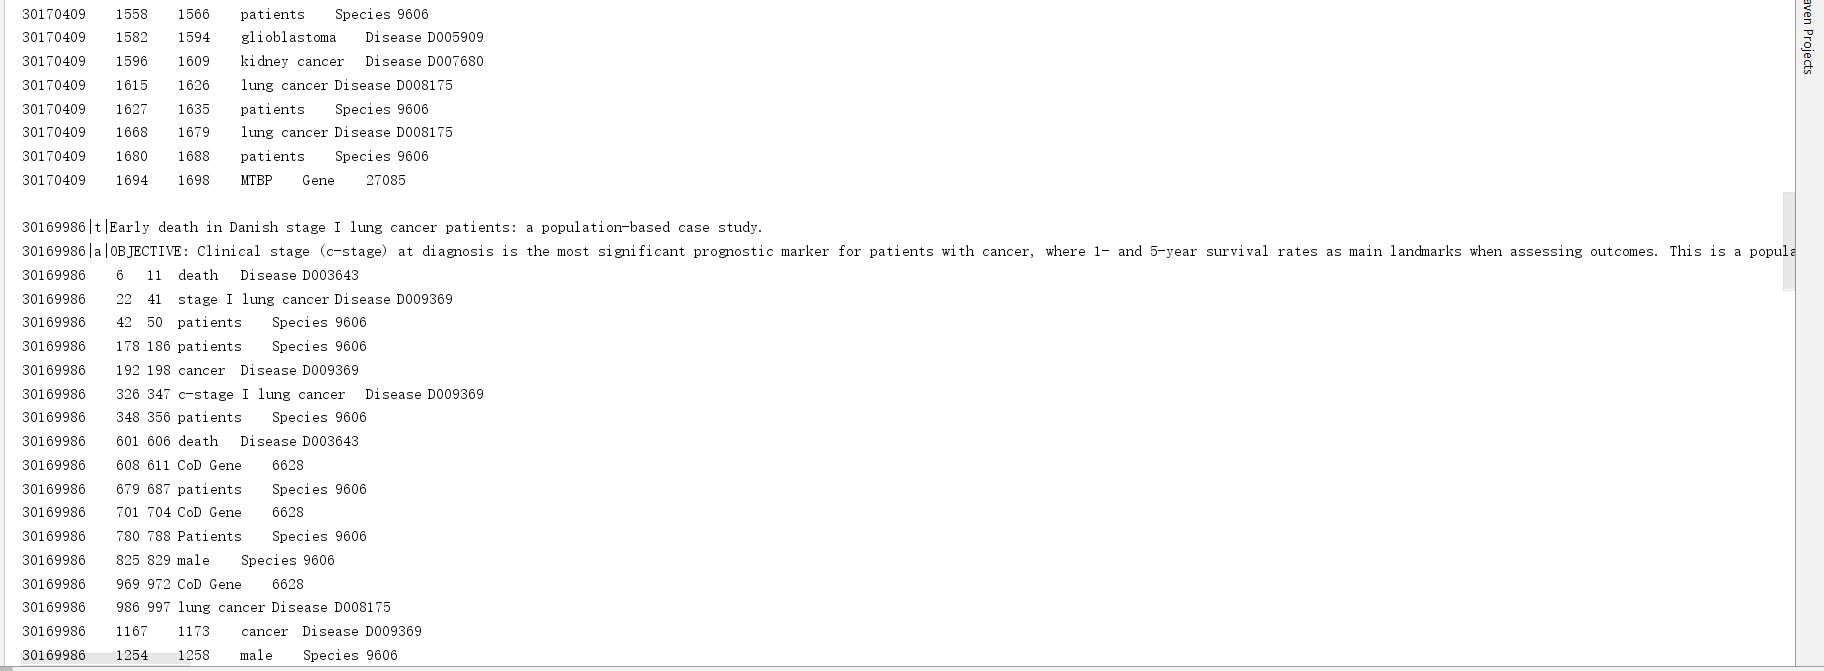 30170409 1558 1566 patients Species 9606
30170409 1582 1594 glioblastoma Disease D005909
30170409 1596 1609 kidney cancer Disease D007680
30170409 1615 1626 lung cancer Disease D008175
30170409 1627 1635 patients Species 9606
30170409 1668 1679 lung cancer Disease D008175
30170409 1680 1688 patients Species 9606
30170409 1694 1698 MTBP Gene 27085
30169986|t|Early death in Danish stage I lung cancer patients: a population-based case study.
30169986|a|OBJECTIVE: Clinical stage (c-stage) at diagnosis is the most significant prognostic marker for patients with cancer, where 1- and 5-year survival rates as main landmarks when assessing outcomes. This is a popula
30169986 6 11 death Disease D003643
30169986 22 41 stage I lung cancer Disease D009369
30169986 42 50 patients Species 9606
30169986 178 186 patients Species 9606
30169986 192 198 cancer Disease D009369
30169986 326 347 c-stage I lung cancer Disease D009369
30169986 348 356 patients Species 9606
30169986 601 606 death Disease D003643
30169986 608 611 CoD Gene 6628
30169986 679 687 patients Species 9606
30169986 701 704 CoD Gene 6628
30169986 780 788 Patients Species 9606
30169986 825 829 male Species 9606
30169986 969 972 CoD Gene 6628
30169986 986 997 lung cancer Disease D008175
30169986 1167 1173 cancer Disease D009369
30169986 1254 1258 male Species 9606
aven Projects